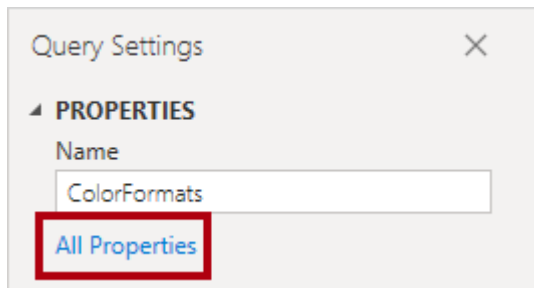 Query Settings
PROPERTIES
Name
ColorFormats
All Properties